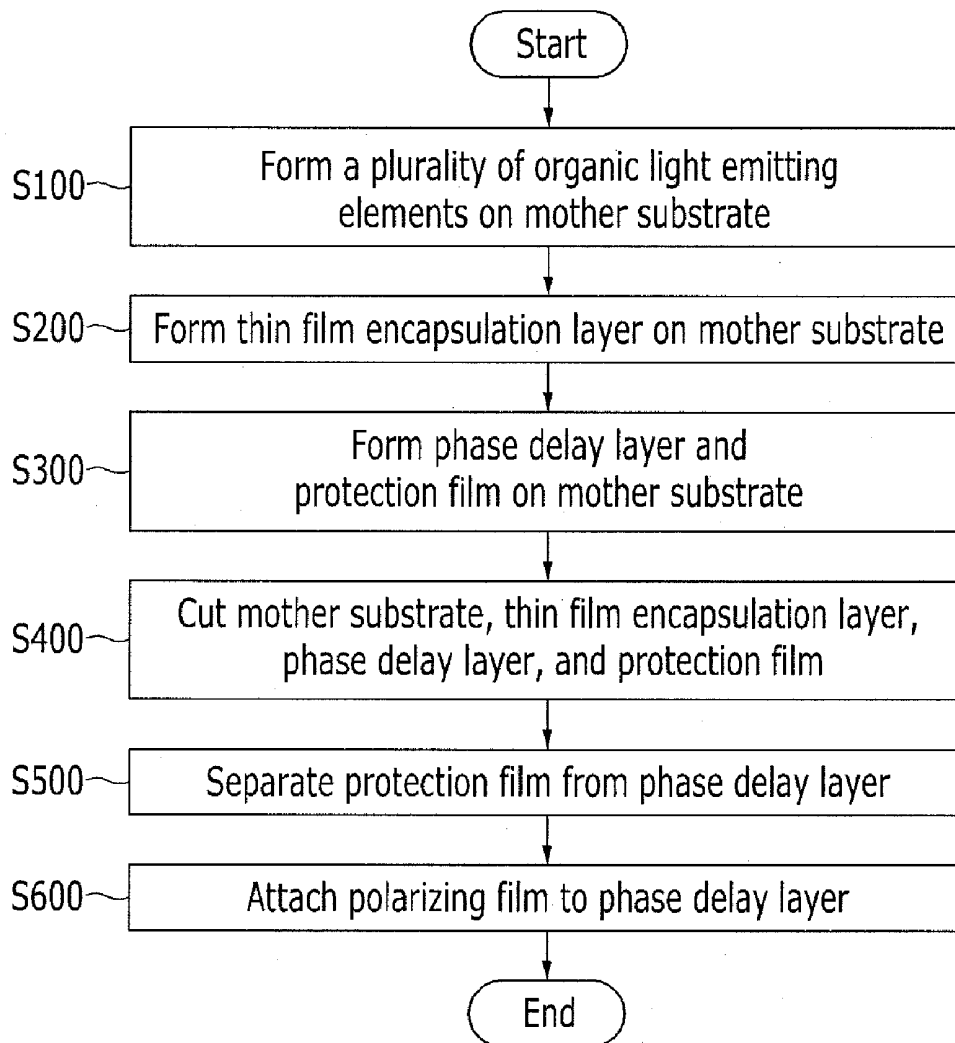 Start
S100
Form a plurality of organic light emitting
elements on mother substrate
S200
Form thin film encapsulation layer on mother substrate
S300
Form phase delay layer and
protection film on mother substrate
S400
Cut mother substrate, thin film encapsulation layer,
phase delay layer, and protection film
S500
Separate protection film from phase delay layer
S600
Attach polarizing film to phase delay layer
End